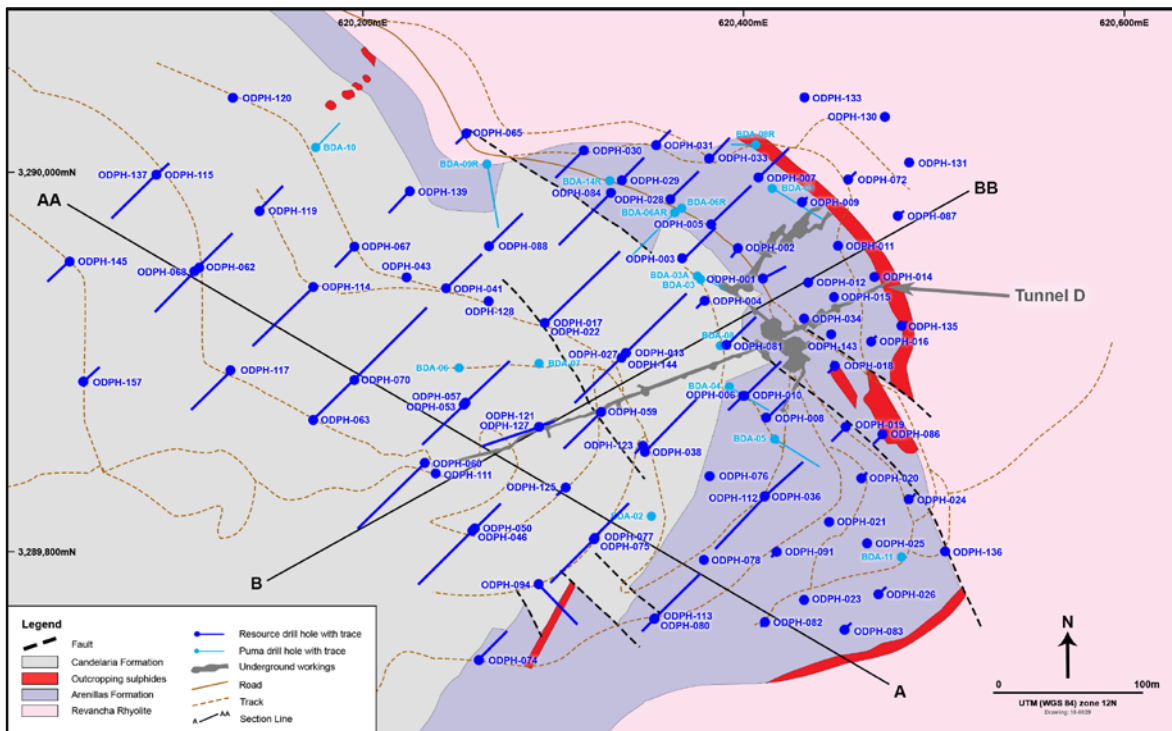 620,200mE
620,400mE
620,600mE
ODPH-133
ODPH-120
ODPH-130
ODPH-065
BDA-08R
BDA-10
ODPH-031
ODPH-030
ODPH-033
ODPH-131
BDA-09R
3,290,000mN
ODPH-137
ODPH-115
ODPH-007
ODPH-072
BDA-14R
ODPH-029
BB
AA
ODPH-139
ODPH-084
ODPH-028
ODPH-009
ODPH-119
BDA-06R
BDA-06AR
ODPH-087
ODPH-005
ODPH-067
ODPH-088
ODPH-002
ODPH-011
ODPH-003
ODPH-145
ODPH-062
ODPH-068
ODPH-043
BDA-03A
BDA-03
ODPH-001
ODPH-012
ODPH-014
ODPH-114
ODPH-041
ODPH-128
ODPH-004
ODPH-015
Tunnel D
ODPH-017
ODPH-022
ODPH-034
ODPH-135
ODPH-143
ODPH-016
ODPH-081
ODPH-027
ODPH-013
ODPH-144
BDA-07
BDA-06
ODPH-018
ODPH-117
ODPH-157
ODPH-070
BDA-04
ODPH-006
ODPH-010
ODPH-057
ODPH-053
ODPH-059
ODPH-008
ODPH-063
ODPH-121
ODPH-127
ODPH-019
ODPH-086
BDA-05
ODPH-123
ODPH-038
ODPH-060
ODPH-111
ODPH-076
ODPH-020
ODPH-125
ODPH-112
ODPH-036
ODPH-024
BDA-02
ODPH-021
ODPH-050
ODPH-046
ODPH-077
ODPH-075
ODPH-025
3,289,800mN
ODPH-091
BDA-11
ODPH-136
ODPH-078
B
ODPH-094
ODPH-026
ODPH-023
ODPH-113
ODPH-080
ODPH-082
ODPH-083
ODPH-074
A
N
Legend
Fault
Candelaria Formation
Outcropping sulphides
Arenillas Formation
Revancha Rhyolite
Resource drill hole with trace
Puma drill hole with trace
Underground workings
Road
Track
A AA Section Line
0 100m
UTM (WGS 84) zone 12N